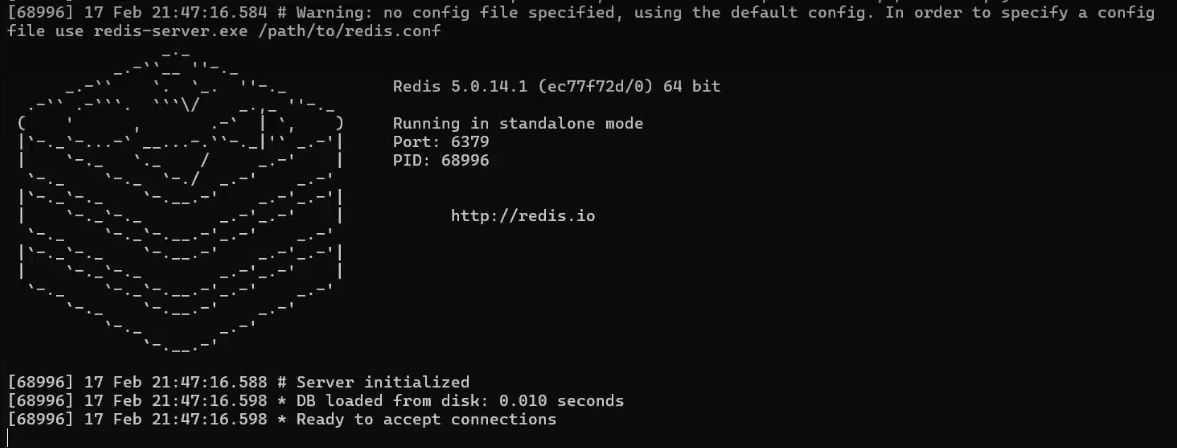 [68996] 17 Feb 21:47:16.584 # Warning: no config file specified, using the default config. In order to specify a config
file use redis-server.exe /path/to/redis.conf
Redis 5.0.14.1 (ec77f72d/0) 64 bit
Running in standalone mode
Port: 6379
PID: 68996
http://redis.io
[68996] 17 Feb 21:47:16.588 # Server initialized
[68996] 17 Feb 21:47:16.598 * DB loaded from disk: 0.010 seconds
[68996] 17 Feb 21:47:16.598 * Ready to accept connections